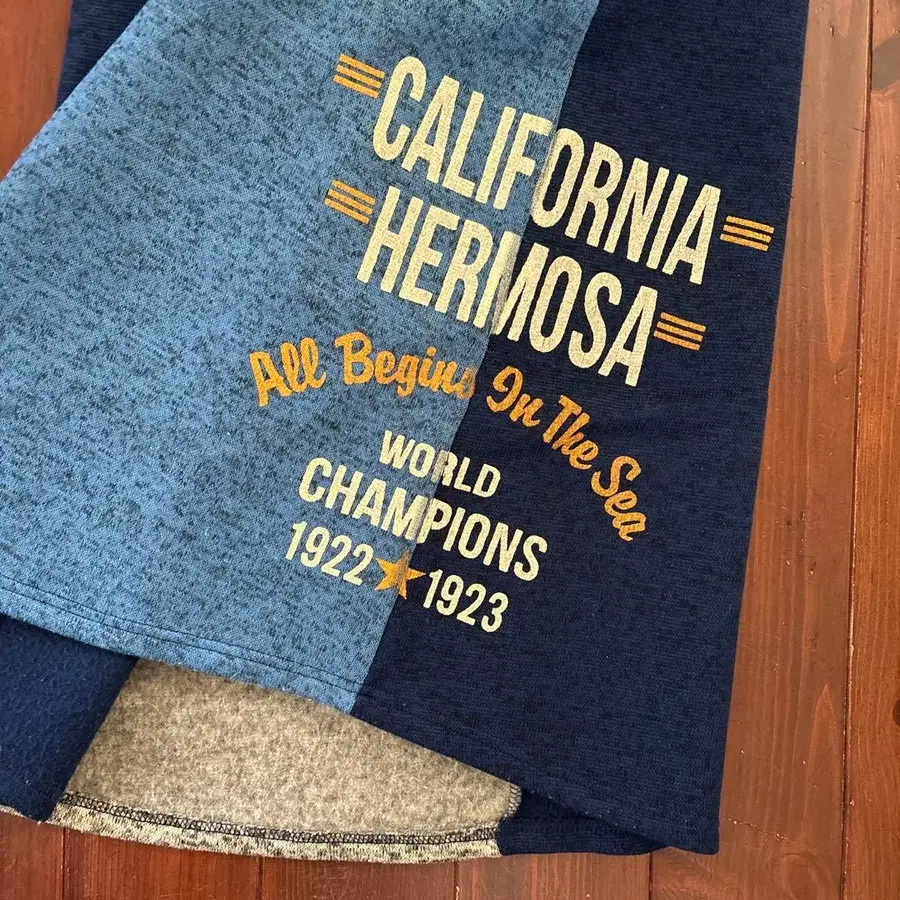 CALIFORNIA
HERMOSA
All Begins In The Sea
WORLD
CHAMPIONS
1922★1923